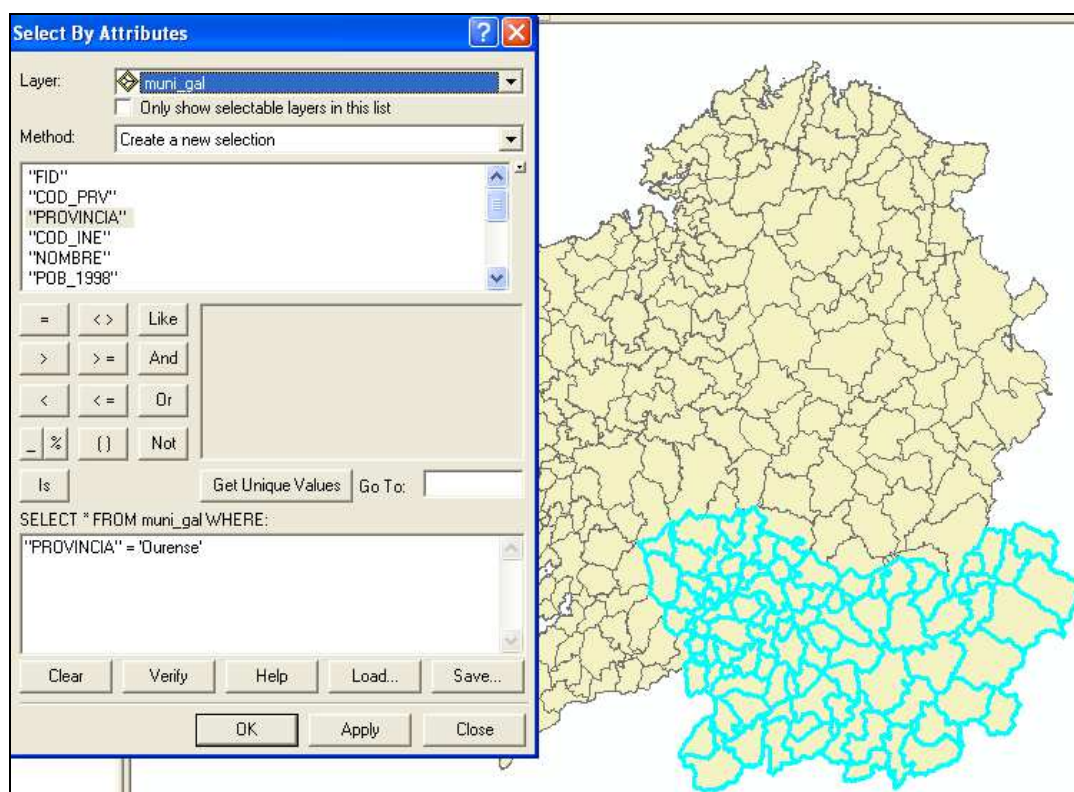 Select By Attributes
Layer: muni_gal
Only show selectable layers in this list
Method: Create a new selection
"FID"
"COD_PRV"
"PROVINCIA"
"COD_INE"
"NOMBRE"
"POB_1998"
= < > Like
> > = And
< < = Or
_ % ( ) Not
Is Get Unique Values Go To:
SELECT * FROM muni_gal WHERE:
"PROVINCIA" = 'Ourense'
Clear Verify Help Load... Save...
OK Apply Close